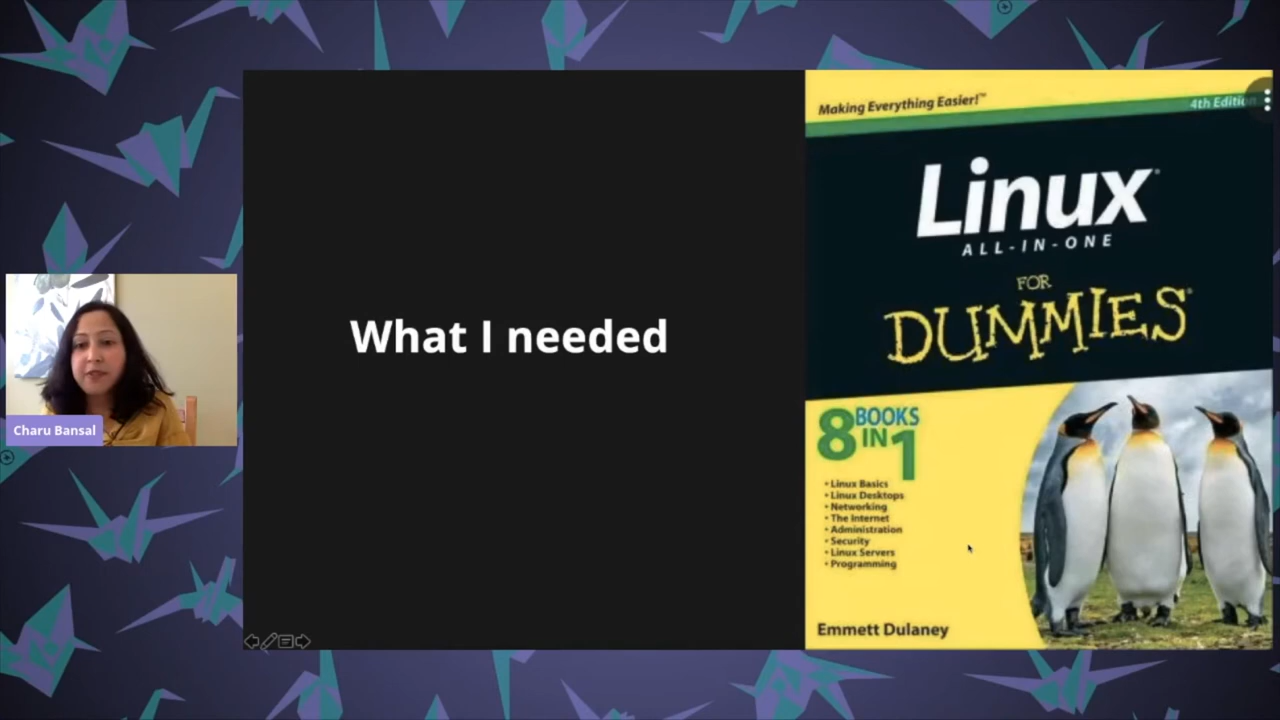 Charu Bansal
What I needed
Making Everything Easier!™
4th Edition
Linux®
ALL-IN-ONE
FOR
DUMMIES®
8 BOOKS
IN 1
• Linux Basics
• Linux Desktops
• Networking
• The Internet
• Administration
• Security
• Linux Servers
• Programming
Emmett Dulaney